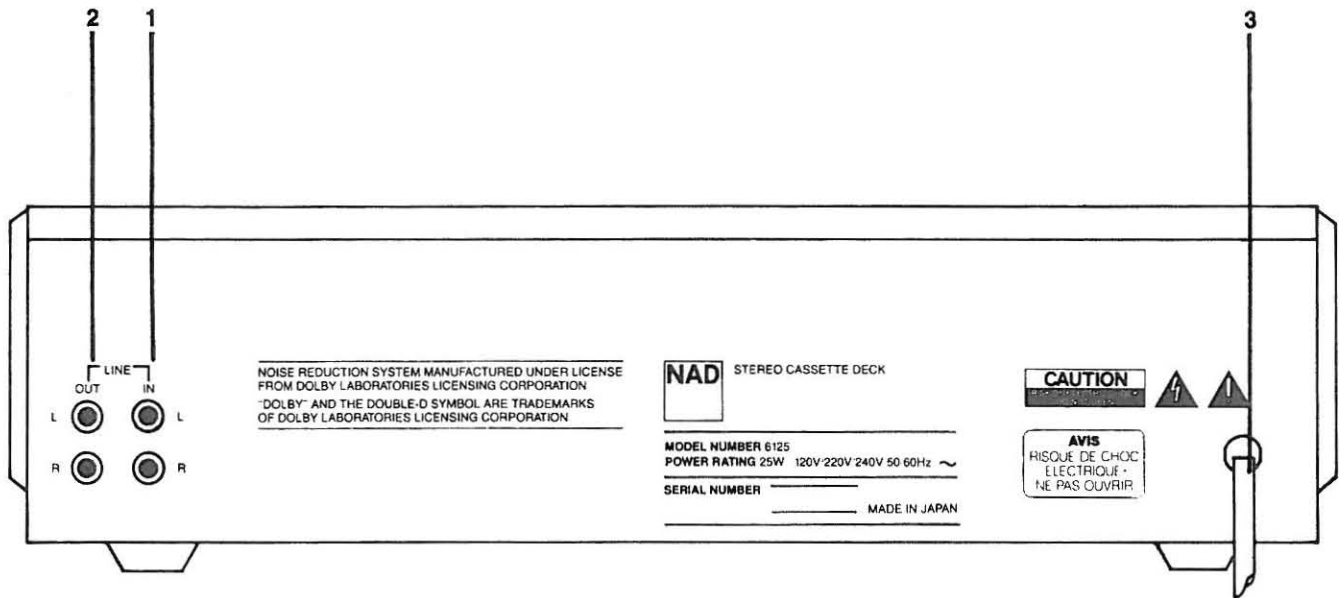 2 1 3
LINE
OUT IN
L L
R R
NOISE REDUCTION SYSTEM MANUFACTURED UNDER LICENSE
FROM DOLBY LABORATORIES LICENSING CORPORATION
"DOLBY" AND THE DOUBLE-D SYMBOL ARE TRADEMARKS
OF DOLBY LABORATORIES LICENSING CORPORATION
NAD STEREO CASSETTE DECK
MODEL NUMBER 6125
POWER RATING 25W 120V·220V·240V 50 60Hz ~
SERIAL NUMBER
MADE IN JAPAN
CAUTION
AVIS
RISQUE DE CHOC
ELECTRIQUE·
NE PAS OUVRIR